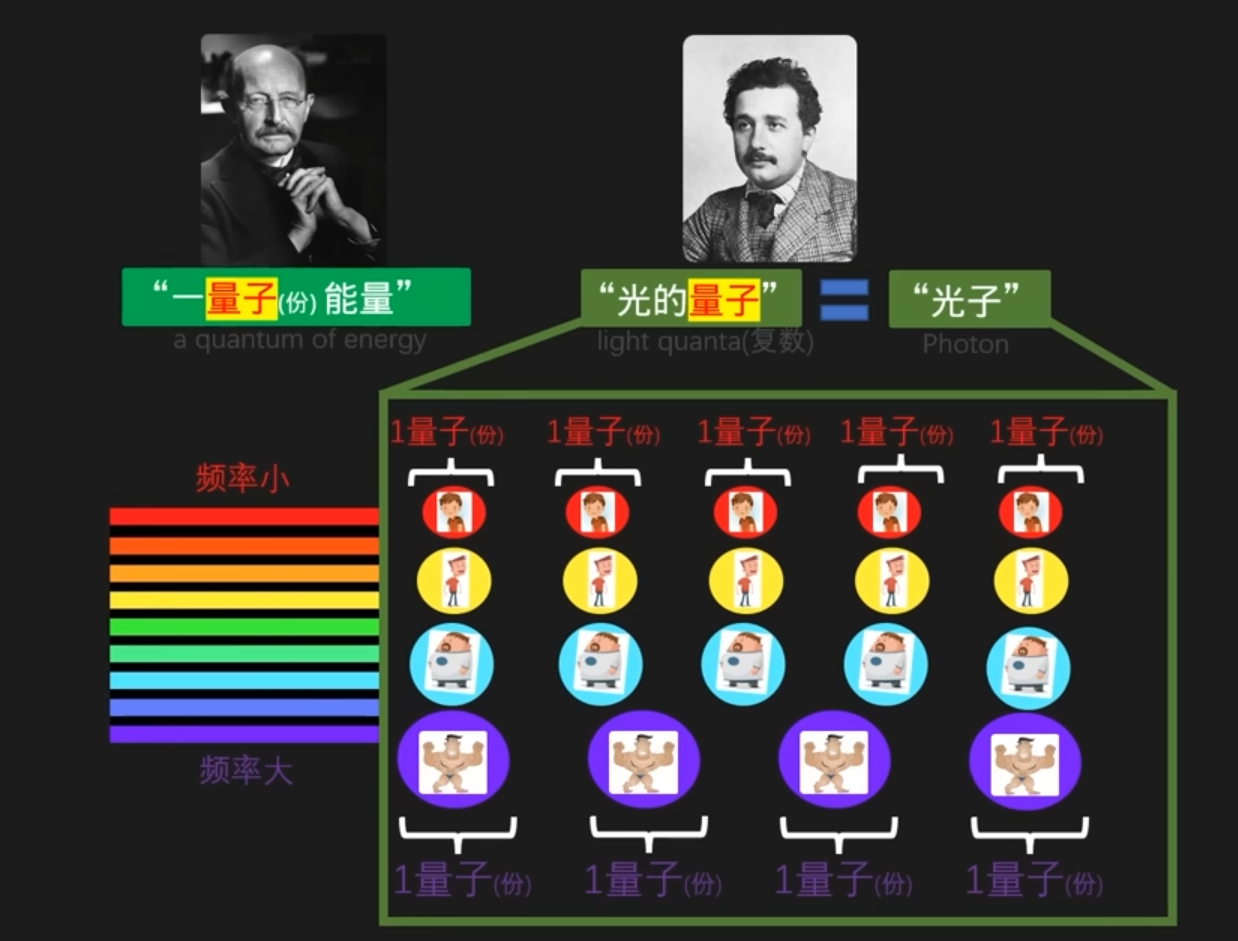 “一量子(份)能量”
a quantum of energy
“光的量子”
light quanta(复数)
“光子”
Photon
频率小
频率大
1量子(份) 1量子(份) 1量子(份) 1量子(份) 1量子(份)
1量子(份) 1量子(份) 1量子(份) 1量子(份)